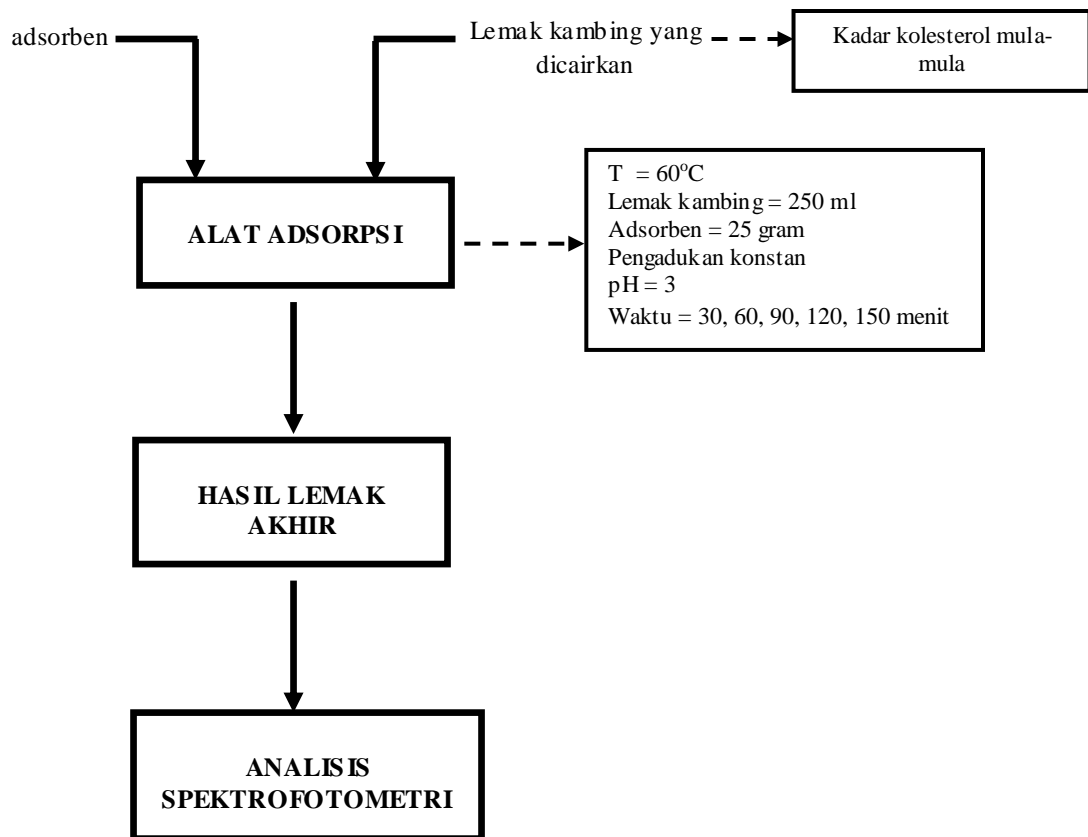 adsorben
Lemak kambing yang
dicairkan
Kadar kolesterol mula-
mula
ALAT ADSORPSI
T = 60°C
Lemak kambing = 250 ml
Adsorben = 25 gram
Pengadukan konstan
pH = 3
Waktu = 30, 60, 90, 120, 150 menit
HASIL LEMAK
AKHIR
ANALISIS
SPEKTROFOTOMETRI